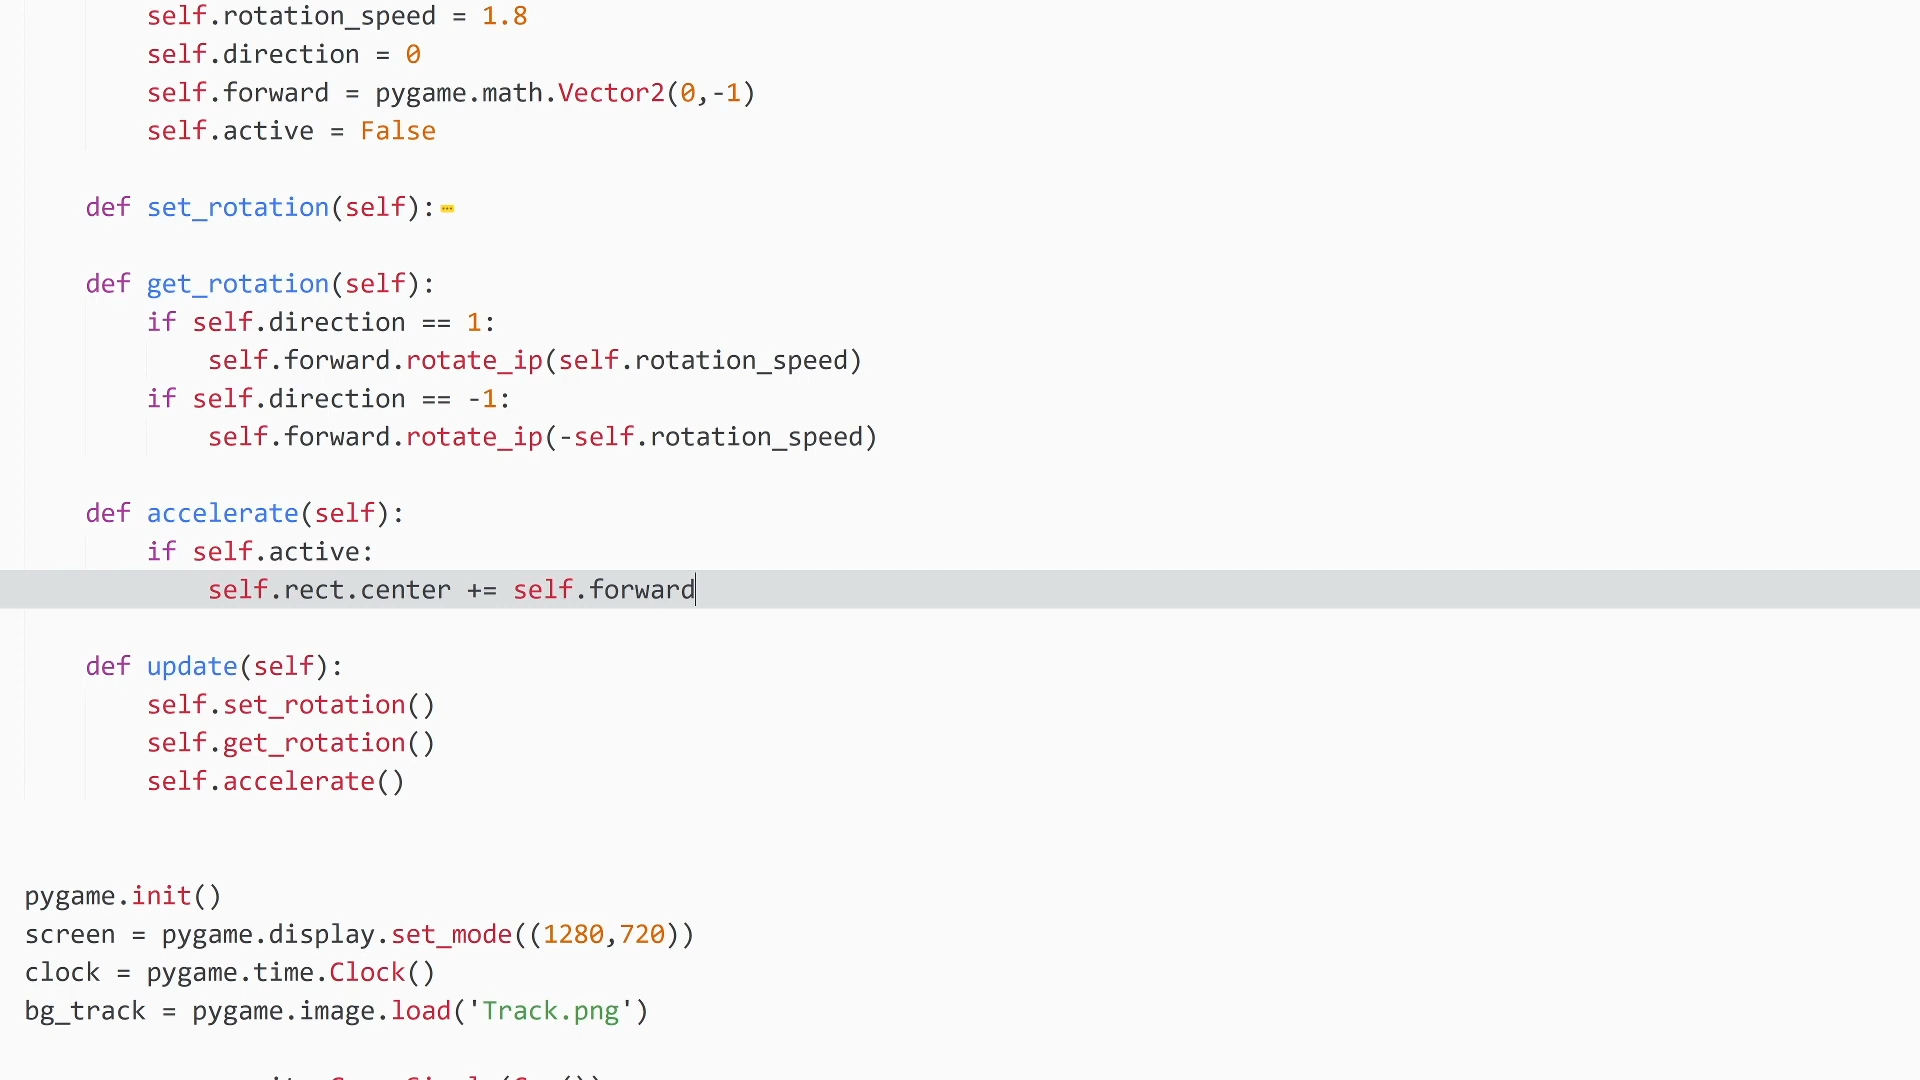 self.rotation_speed = 1.8
self.direction = 0
self.forward = pygame.math.Vector2(0,-1)
self.active = False
def set_rotation(self):
def get_rotation(self):
if self.direction == 1:
self.forward.rotate_ip(self.rotation_speed)
if self.direction == -1:
self.forward.rotate_ip(-self.rotation_speed)
def accelerate(self):
if self.active:
self.rect.center += self.forward
def update(self):
self.set_rotation()
self.get_rotation()
self.accelerate()
pygame.init()
screen = pygame.display.set_mode((1280,720))
clock = pygame.time.Clock()
bg_track = pygame.image.load('Track.png')